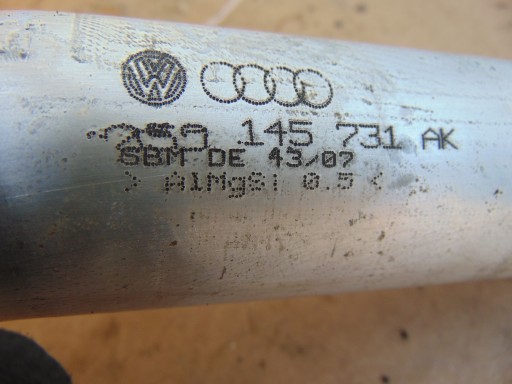 145 731 AK
SBM DE 43/07
> AlMgSi 0.5 <